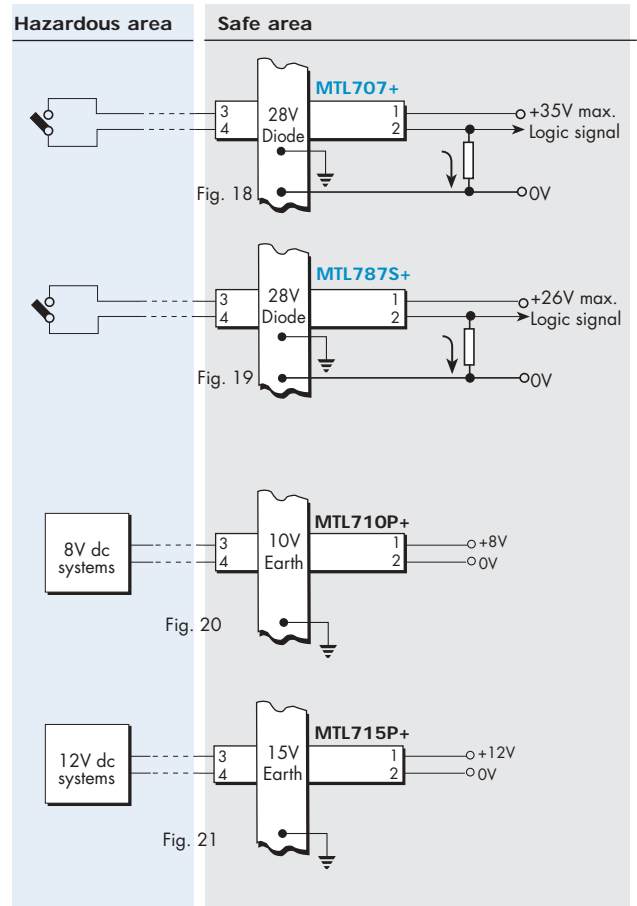 Hazardous area
Safe area
MTL707+
3
4
28V
Diode
1
2
+35V max.
Logic signal
0V
Fig. 18
MTL787S+
3
4
28V
Diode
1
2
+26V max.
Logic signal
0V
Fig. 19
8V dc
systems
MTL710P+
3
4
10V
Earth
1
2
+8V
0V
Fig. 20
12V dc
systems
MTL715P+
3
4
15V
Earth
1
2
+12V
0V
Fig. 21